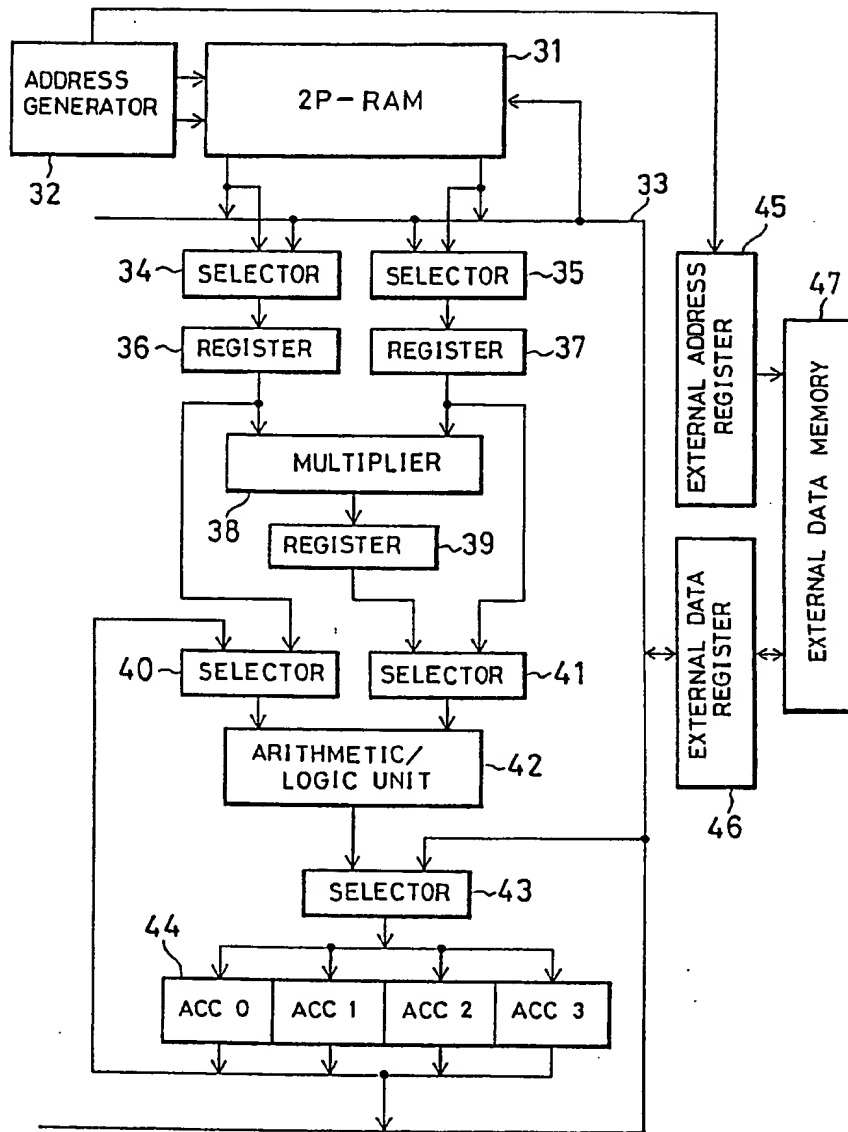 31
ADDRESS
GENERATOR
2P-RAM
32
33
45
34
SELECTOR
SELECTOR
35
47
36
REGISTER
REGISTER
37
EXTERNAL ADDRESS
REGISTER
EXTERNAL DATA MEMORY
MULTIPLIER
38
REGISTER
39
40
SELECTOR
SELECTOR
41
EXTERNAL DATA
REGISTER
ARITHMETIC/
LOGIC UNIT
42
46
SELECTOR
43
44
ACC 0
ACC 1
ACC 2
ACC 3